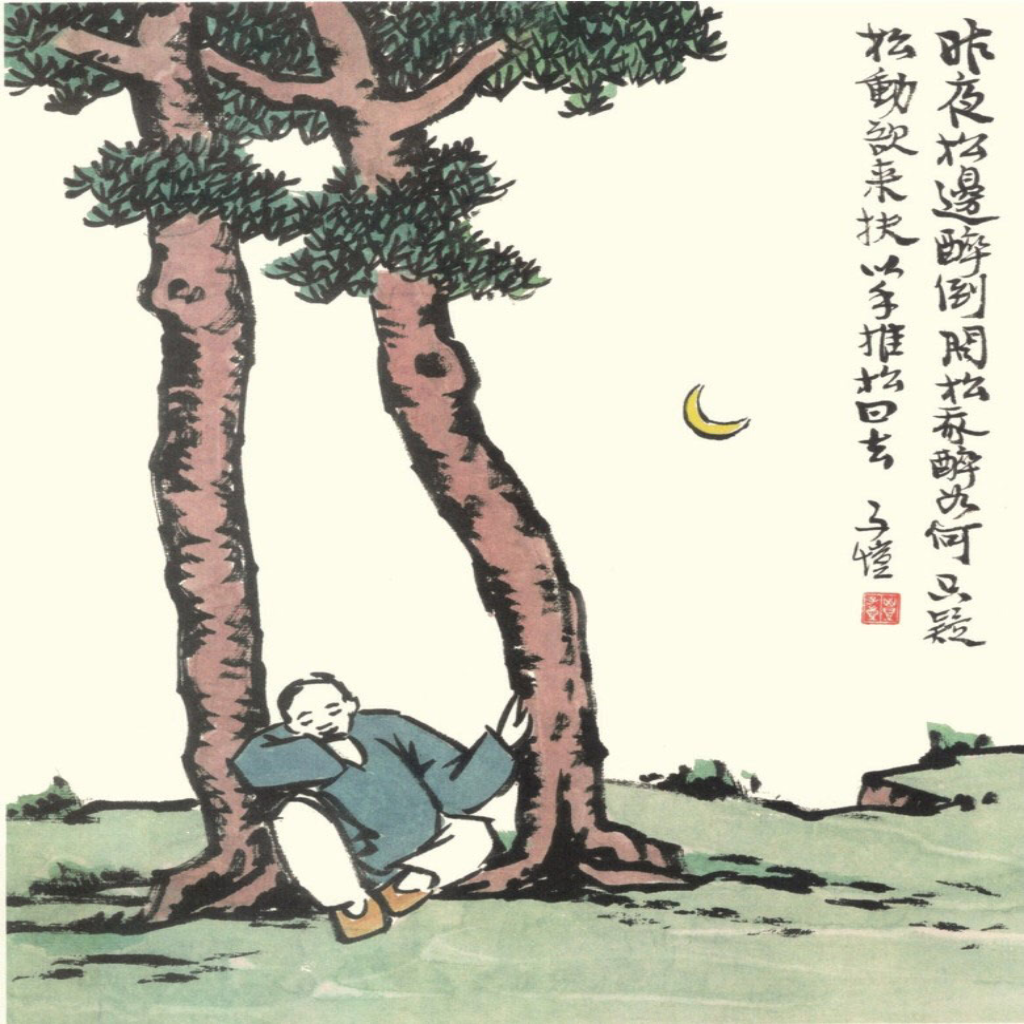 昨夜松邊醉倒問松我醉如何只疑
松動欲来扶以手推松曰去 子愷